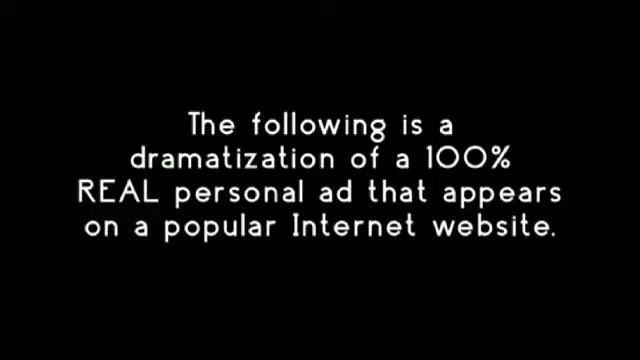 The following is a
dramatization of a 100%
REAL personal ad that appears
on a popular Internet website.